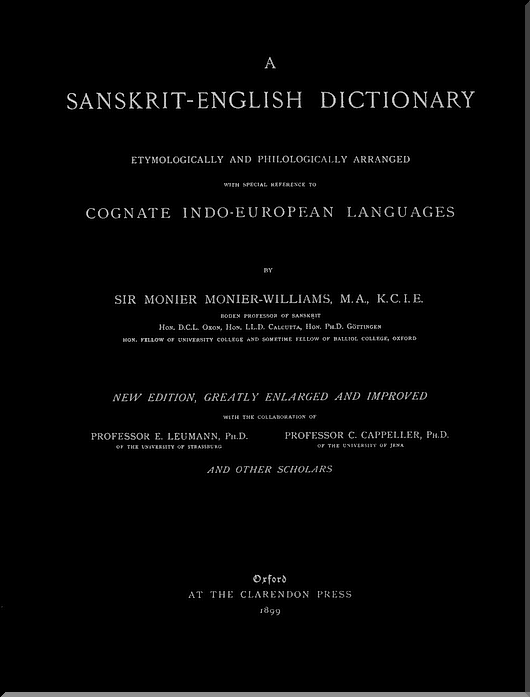 A
SANSKRIT-ENGLISH DICTIONARY
ETYMOLOGICALLY AND PHILOLOGICALLY ARRANGED
WITH SPECIAL REFERENCE TO
COGNATE INDO-EUROPEAN LANGUAGES
BY
SIR MONIER MONIER-WILLIAMS, M.A., K.C.I.E.
BODEN PROFESSOR OF SANSKRIT
HON. D.C.L. OXON, HON. LL.D. CALCUTTA, HON. PH.D. GÖTTINGEN
HON. FELLOW OF UNIVERSITY COLLEGE AND SOMETIME FELLOW OF BALLIOL COLLEGE, OXFORD
NEW EDITION, GREATLY ENLARGED AND IMPROVED
WITH THE COLLABORATION OF
PROFESSOR E. LEUMANN, PH.D.
OF THE UNIVERSITY OF STRASSBURG
PROFESSOR C. CAPPELLER, PH.D.
OF THE UNIVERSITY OF JENA
AND OTHER SCHOLARS
Oxford
AT THE CLARENDON PRESS
1899